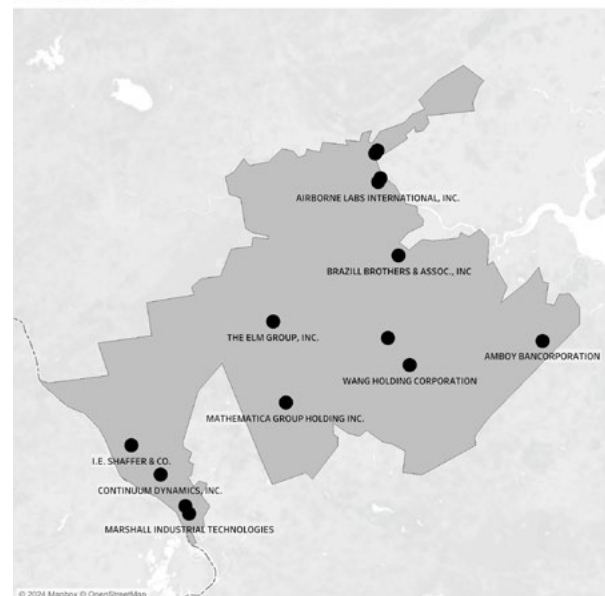 AIRBORNE LABS INTERNATIONAL, INC.
BRAZILL BROTHERS & ASSOC., INC
THE ELM GROUP, INC.
AMBOY BANCORPORATION
WANG HOLDING CORPORATION
MATHEMATICA GROUP HOLDING INC.
I.E. SHAFFER & CO.
CONTINUUM DYNAMICS, INC.
MARSHALL INDUSTRIAL TECHNOLOGIES
© 2024 Mapbox © OpenStreetMap